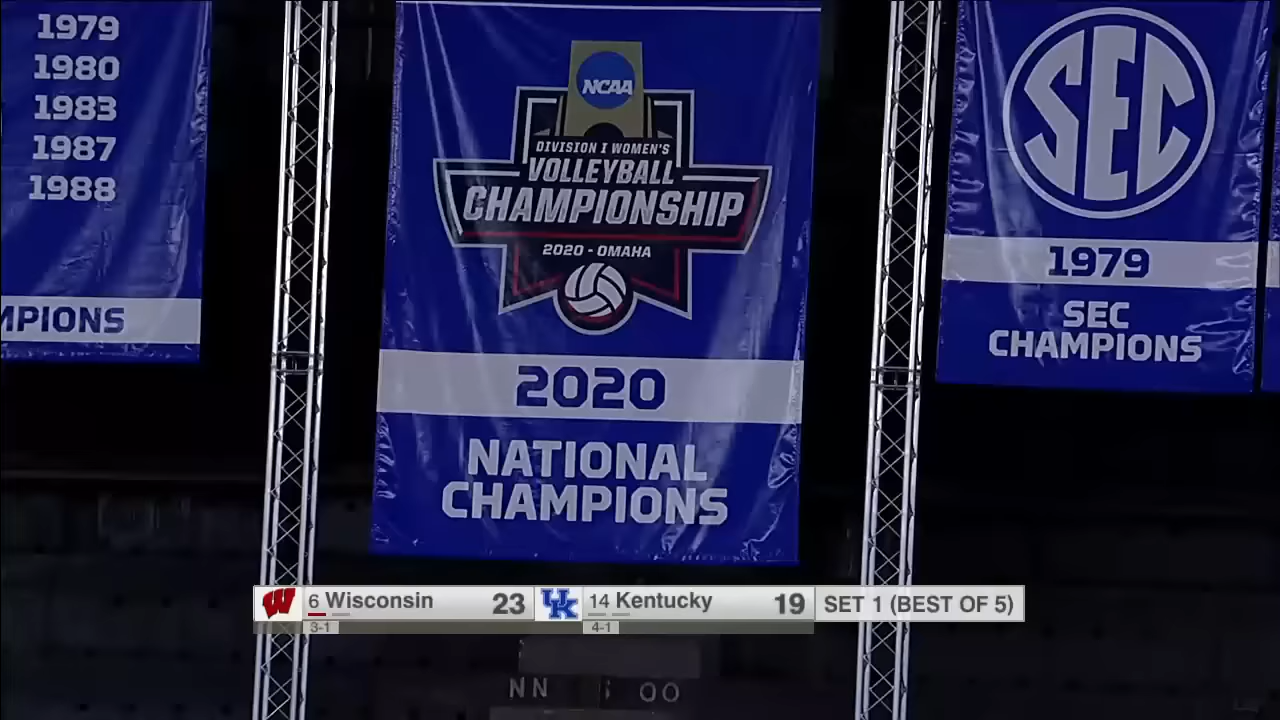 1979
1980
1983
1987
1988
MPIONS
NCAA
DIVISION I WOMEN'S
VOLLEYBALL
CHAMPIONSHIP
2020 - OMAHA
2020
NATIONAL
CHAMPIONS
SEC
1979
SEC
CHAMPIONS
W 6 Wisconsin 23 UK 14 Kentucky 19 SET 1 (BEST OF 5)
3-1 4-1